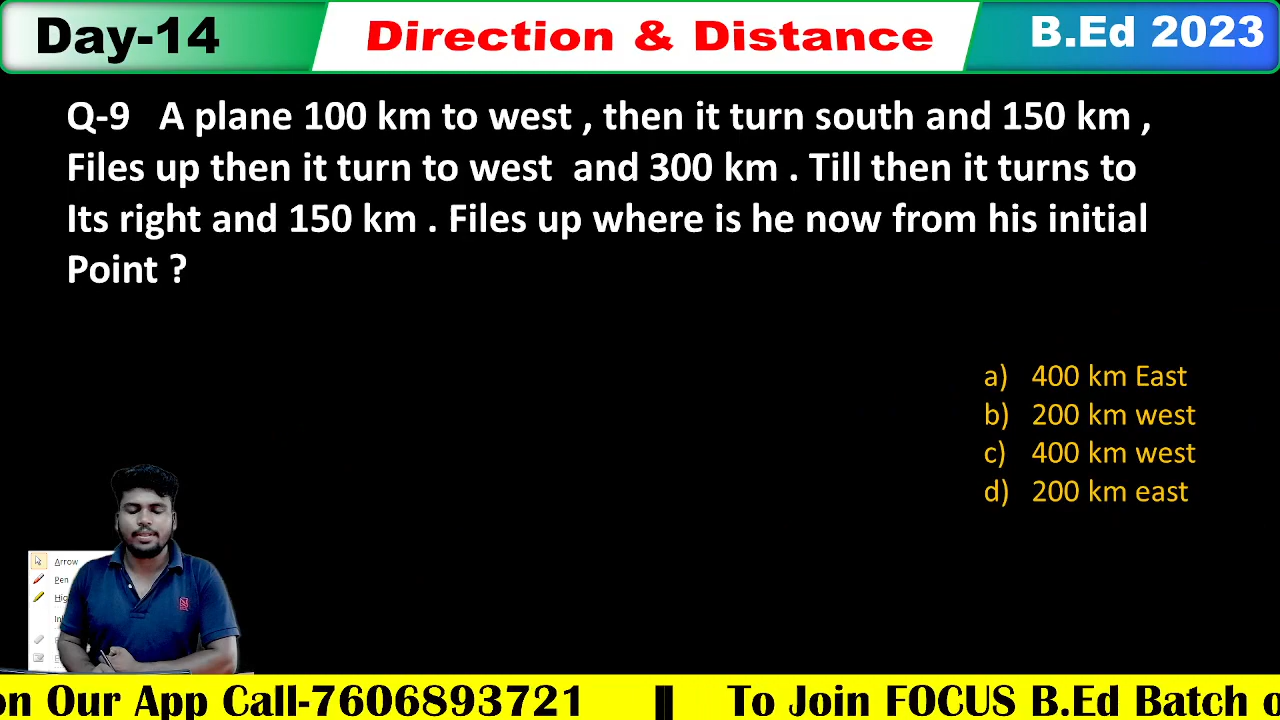 Day-14
Direction & Distance
B.Ed 2023
Q-9 A plane 100 km to west , then it turn south and 150 km ,
Files up then it turn to west and 300 km . Till then it turns to
Its right and 150 km . Files up where is he now from his initial
Point ?
a) 400 km East
b) 200 km west
c) 400 km west
d) 200 km east
Arrow
Pen
on Our App Call-7606893721 || To Join FOCUS B.Ed Batch o